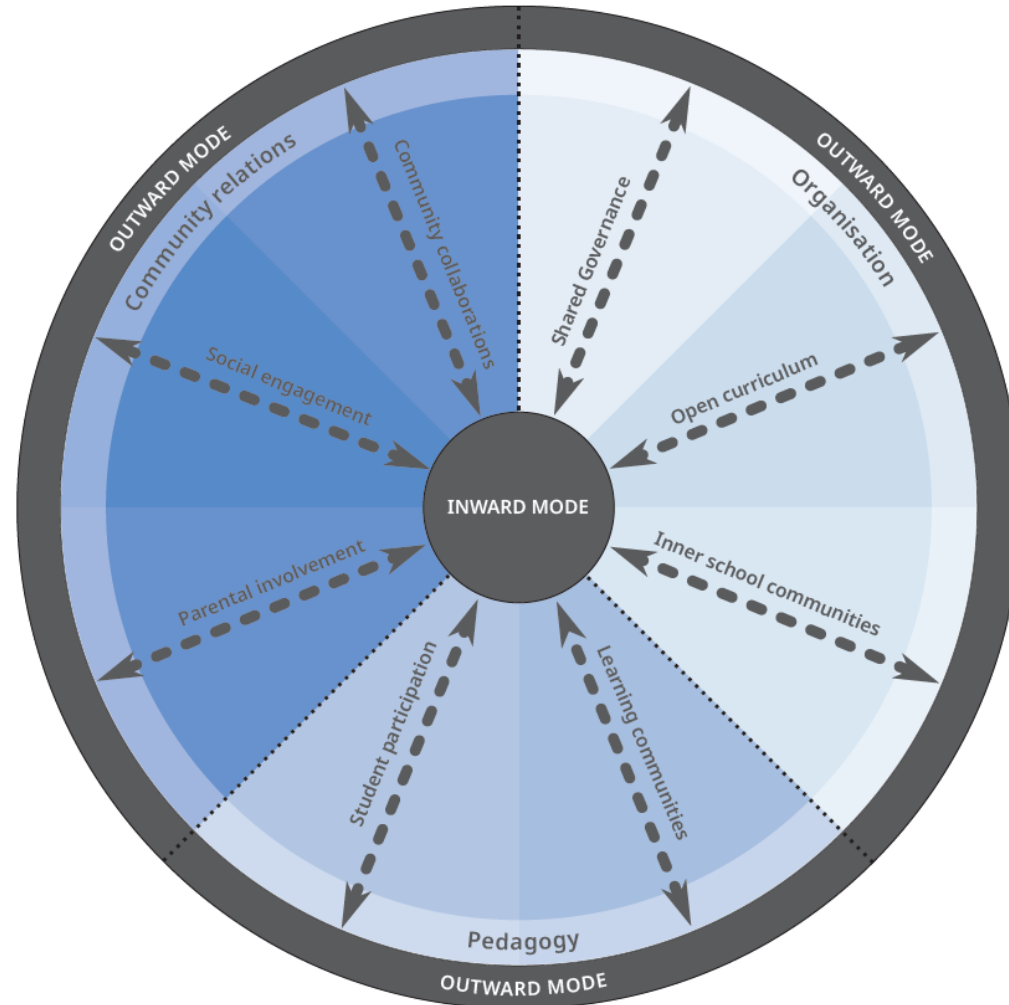 OUTWARD MODE
OUTWARD MODE
Community relations
Organisation
Community collaborations
Shared Governance
Social engagement
Open curriculum
INWARD MODE
Parental involvement
Inner school communities
Student participation
Learning communities
Pedagogy
OUTWARD MODE